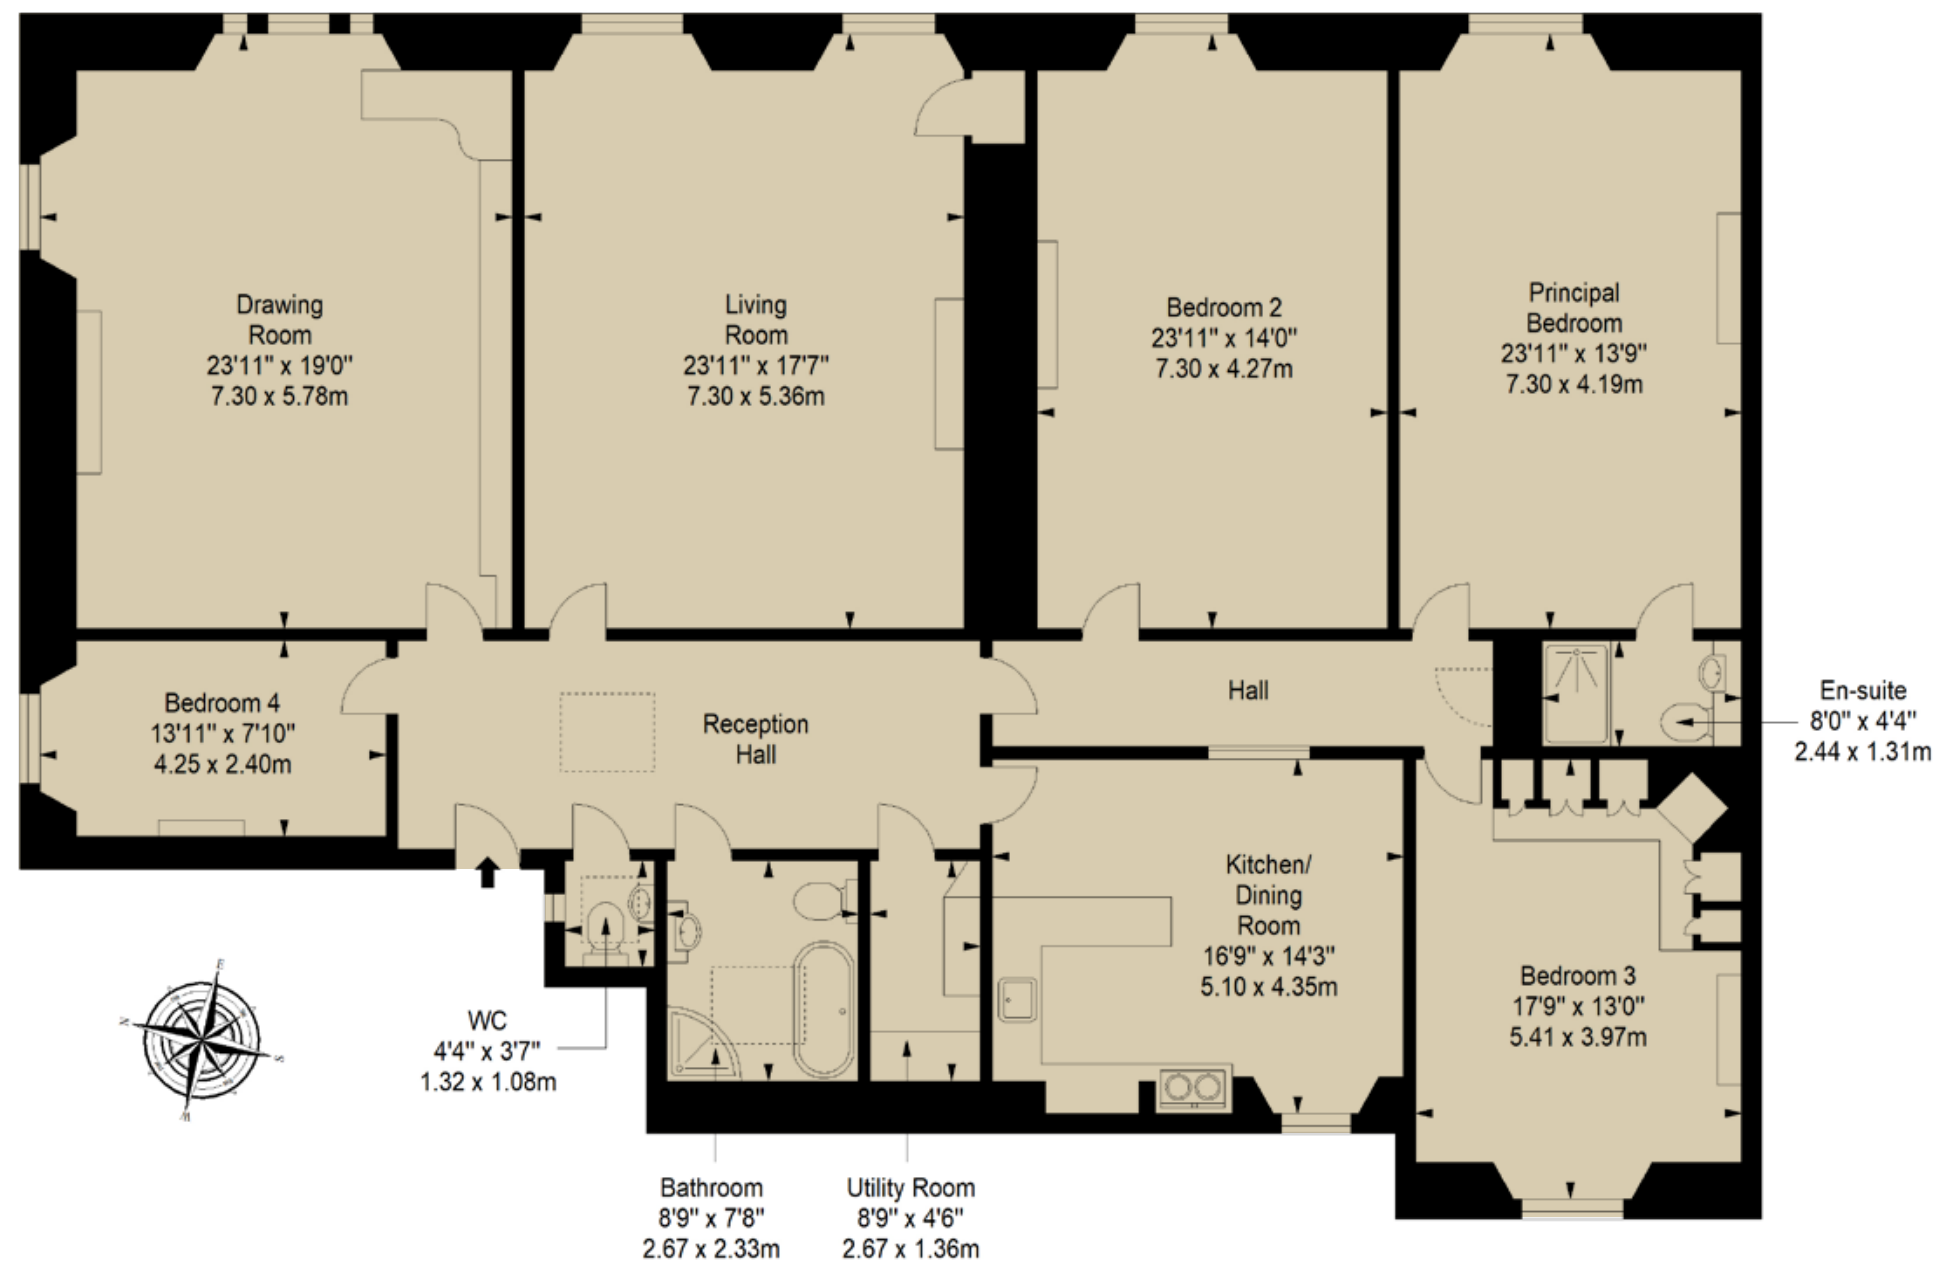 Drawing
Room
23'11" x 19'0"
7.30 x 5.78m
Living
Room
23'11" x 17'7"
7.30 x 5.36m
Bedroom 2
23'11" x 14'0"
7.30 x 4.27m
Principal
Bedroom
23'11" x 13'9"
7.30 x 4.19m
Bedroom 4
13'11" x 7'10"
4.25 x 2.40m
Reception
Hall
Hall
En-suite
8'0" x 4'4"
2.44 x 1.31m
Kitchen/
Dining
Room
16'9" x 14'3"
5.10 x 4.35m
Bedroom 3
17'9" x 13'0"
5.41 x 3.97m
E
N
S
W
WC
4'4" x 3'7"
1.32 x 1.08m
Bathroom
8'9" x 7'8"
2.67 x 2.33m
Utility Room
8'9" x 4'6"
2.67 x 1.36m